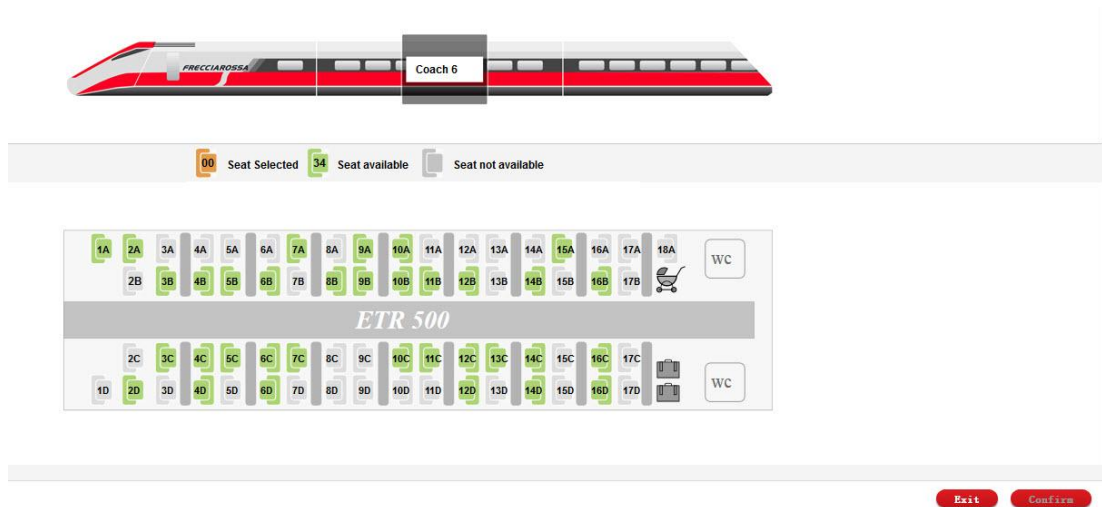 FRECCIAROSSA
Coach 6
00 Seat Selected 34 Seat available Seat not available
1A 2A 3A 4A 5A 6A 7A 8A 9A 10A 11A 12A 13A 14A 15A 16A 17A 18A WC
2B 3B 4B 5B 6B 7B 8B 9B 10B 11B 12B 13B 14B 15B 16B 17B
ETR 500
2C 3C 4C 5C 6C 7C 8C 9C 10C 11C 12C 13C 14C 15C 16C 17C
1D 2D 3D 4D 5D 6D 7D 8D 9D 10D 11D 12D 13D 14D 15D 16D 17D WC
Exit Confirm